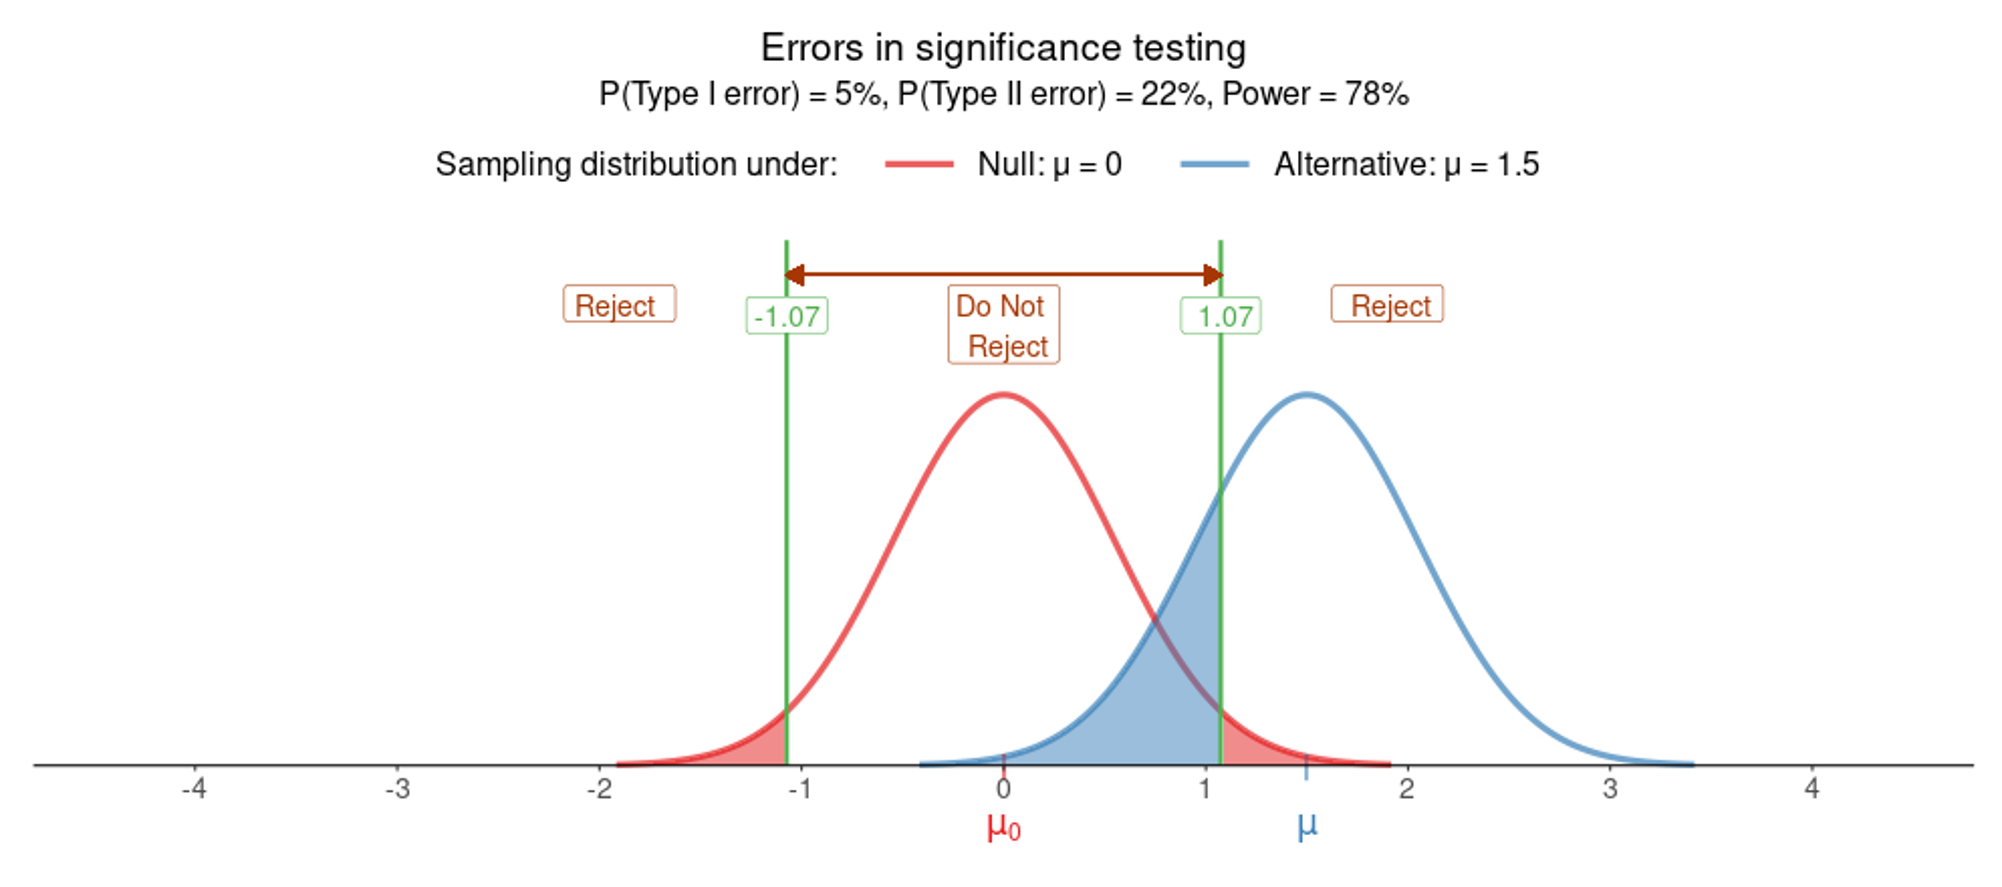 Errors in significance testing
P(Type I error) = 5%, P(Type II error) = 22%, Power = 78%
Sampling distribution under: Null: μ = 0 Alternative: μ = 1.5
Reject
-1.07
Do Not
Reject
1.07
Reject
-4 -3 -2 -1 0 1 2 3 4
μ₀ μ